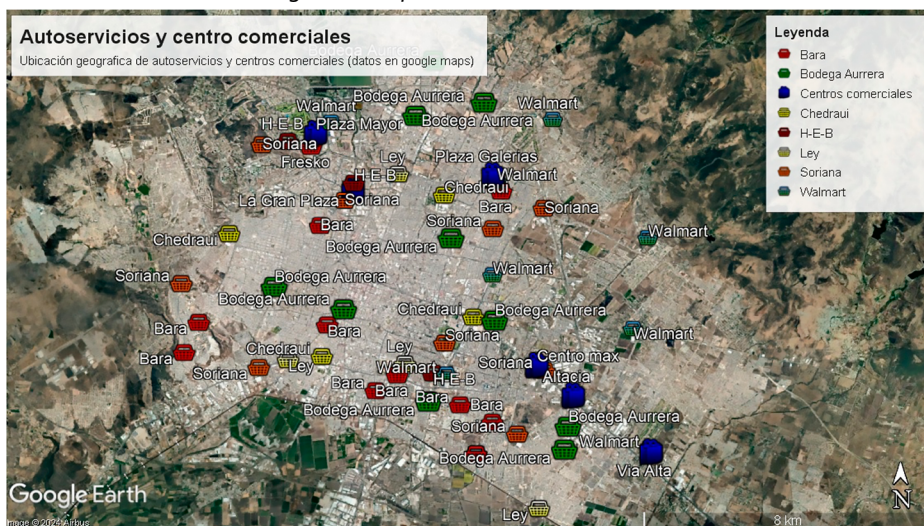 Autoservicios y centro comerciales
Ubicación geografica de autoservicios y centros comerciales (datos en google maps)
Leyenda
Bara
Bodega Aurrera
Centros comerciales
Chedraui
H-E-B
Ley
Soriana
Walmart
Bodega Aurrera
Bodega Aurrera
Walmart
Walmart
H-E-B
Plaza Mayor
Bodega Aurrera
Soriana
Fresko
Ley
Plaza Galerias
H-E-B
Walmart
Chedraui
La Gran Plaza
Soriana
Bara
Soriana
Bara
Soriana
Chedraui
Bodega Aurrera
Walmart
Soriana
Bodega Aurrera
Walmart
Bodega Aurrera
Chedraui
Bodega Aurrera
Bara
Bara
Soriana
Walmart
Bara
Chedraui
Ley
Ley
Soriana
Centro max
Soriana
Walmart
H-E-B
Altacia
Bara
Bara
Bara
Bara
Bodega Aurrera
Bodega Aurrera
Soriana
Walmart
Bodega Aurrera
Via Alta
Ley
Google Earth
Image © 2024 Airbus
8 km
N